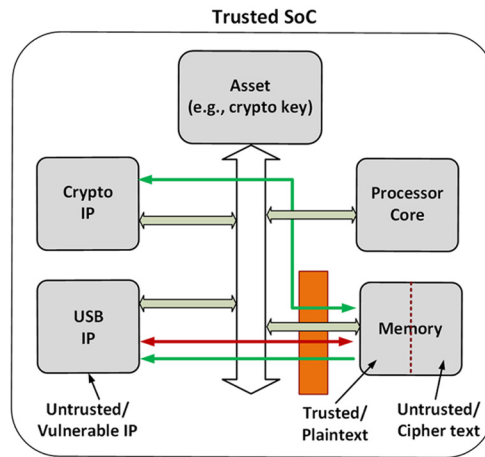 Trusted SoC
Asset
(e.g., crypto key)
Crypto
IP
Processor
Core
USB
IP
Memory
Untrusted/
Vulnerable IP
Trusted/
Plaintext
Untrusted/
Cipher text